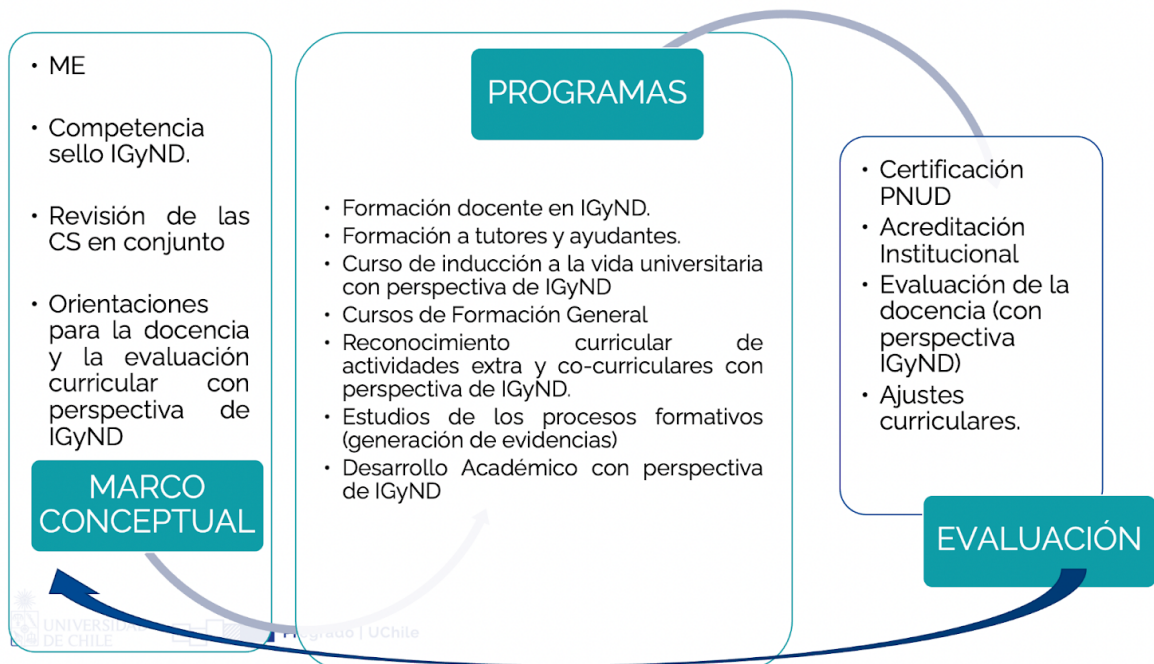 • ME
• Competencia
sello IGyND.
• Revisión de las
CS en conjunto
• Orientaciones
para la docencia
y la evaluación
curricular con
perspectiva de
IGyND
MARCO
CONCEPTUAL
PROGRAMAS
• Formación docente en IGyND.
• Formación a tutores y ayudantes.
• Curso de inducción a la vida universitaria
con perspectiva de IGyND
• Cursos de Formación General
• Reconocimiento curricular de
actividades extra y co-curriculares con
perspectiva de IGyND.
• Estudios de los procesos formativos
(generación de evidencias)
• Desarrollo Académico con perspectiva
de IGyND
• Certificación
PNUD
• Acreditación
Institucional
• Evaluación de la
docencia (con
perspectiva
IGyND)
• Ajustes
curriculares.
EVALUACIÓN
DE CHILE
| UChile